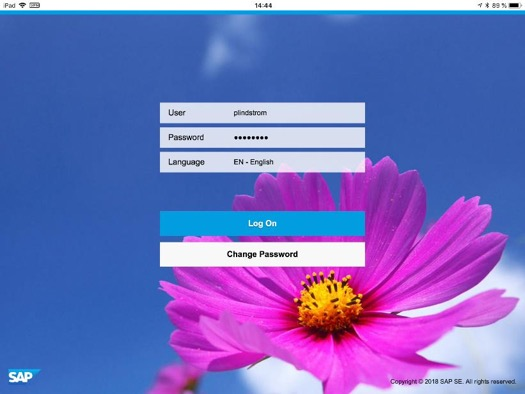 iPad VPN 14:44 89 %
User plindstrom
Password ••••••••
Language EN - English
Log On
Change Password
SAP
Copyright © 2018 SAP SE. All rights reserved.